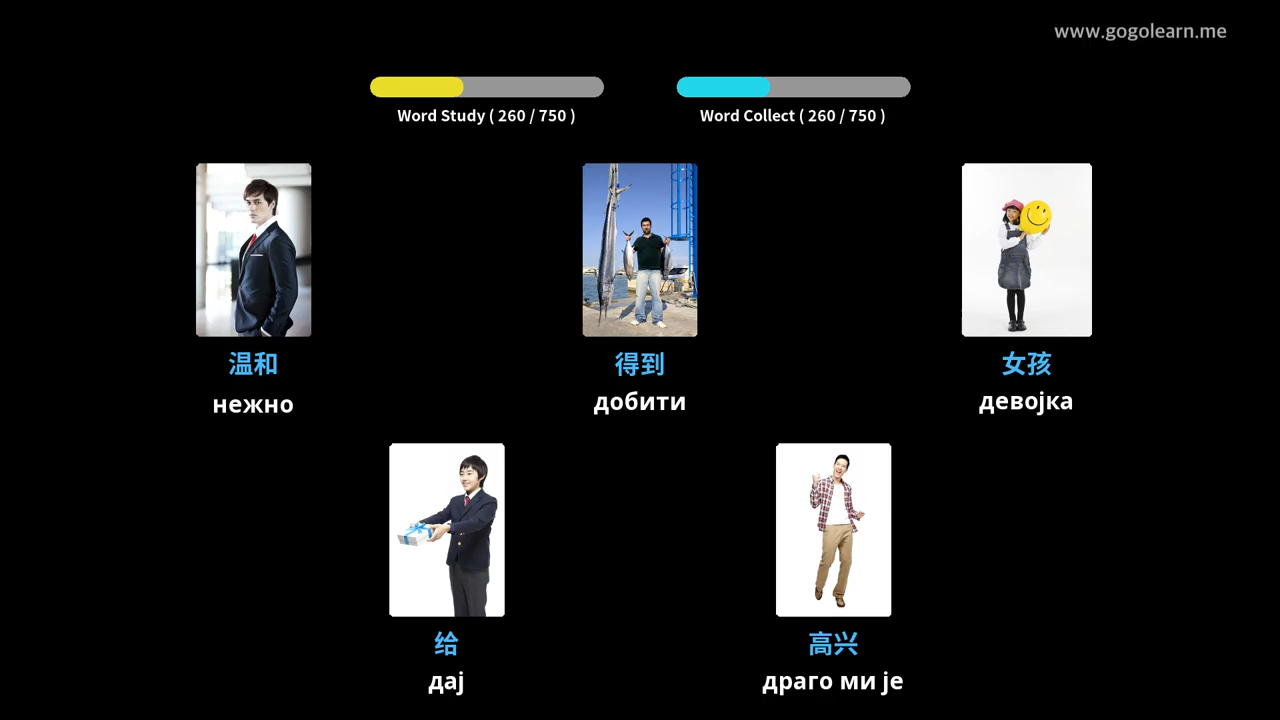 www.gogolearn.me
Word Study ( 260 / 750 )
Word Collect ( 260 / 750 )
温和
нежно
得到
добити
女孩
девојка
给
дај
高兴
драго ми је